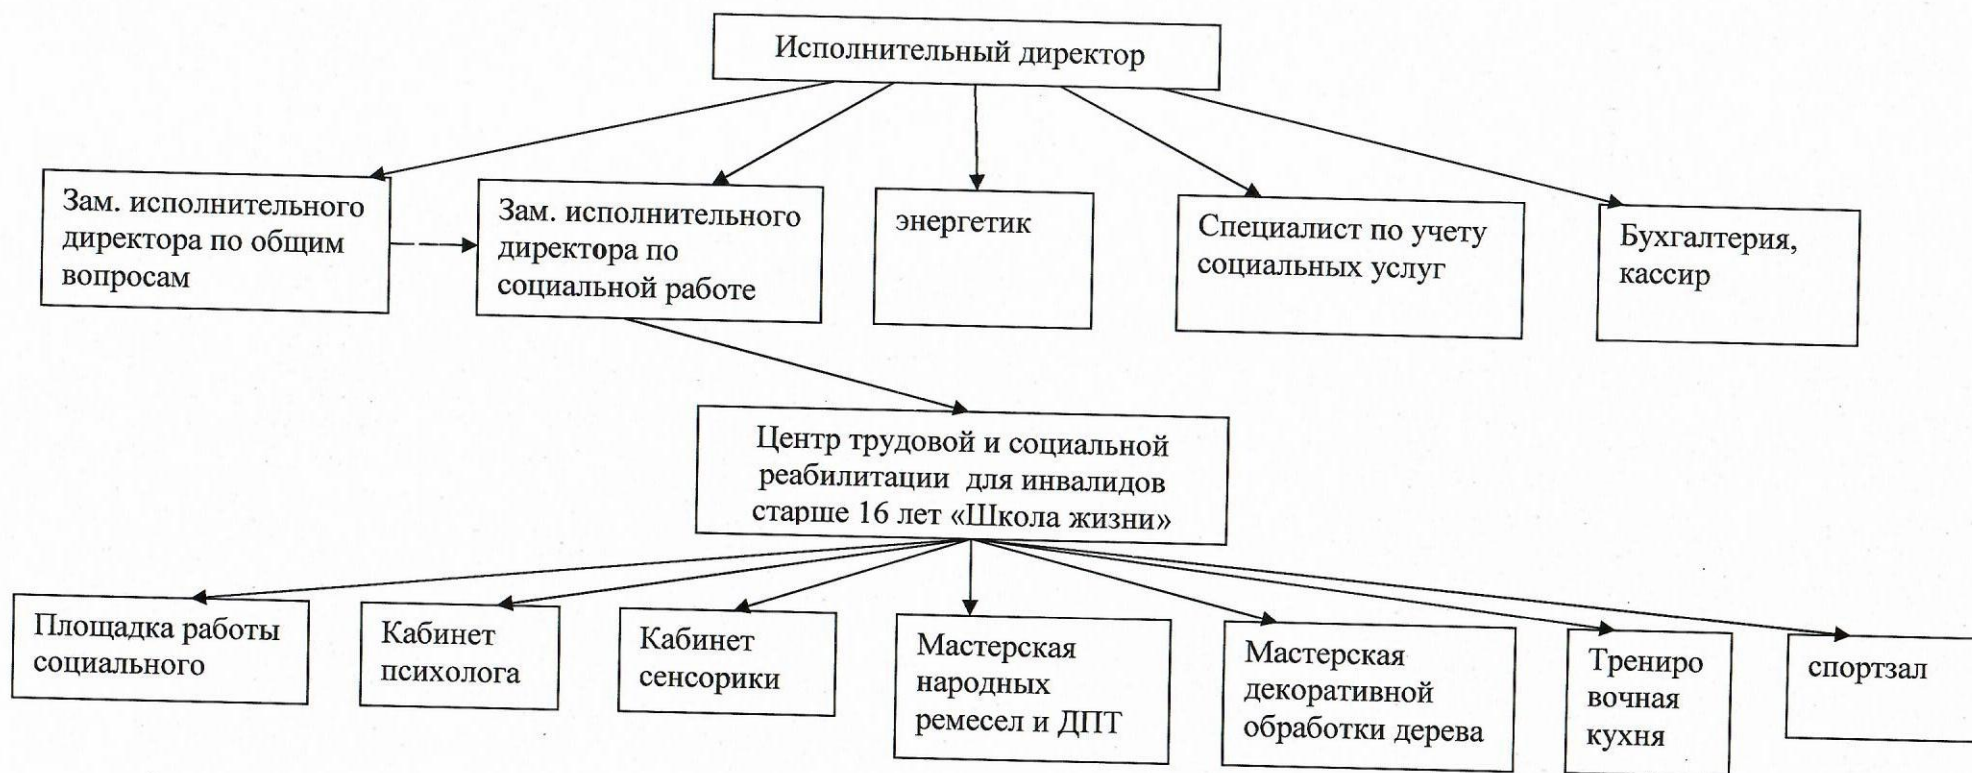 Исполнительный директор
Зам. исполнительного
директора по общим
вопросам
Зам. исполнительного
директора по
социальной работе
энергетик
Специалист по учету
социальных услуг
Бухгалтерия,
кассир
Центр трудовой и социальной
реабилитации для инвалидов
старше 16 лет «Школа жизни»
Площадка работы
социального
Кабинет
психолога
Кабинет
сенсорики
Мастерская
народных
ремесел и ДПТ
Мастерская
декоративной
обработки дерева
Трениро
вочная
кухня
спортзал